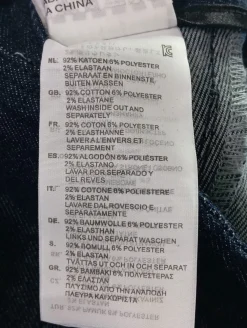 A CHINA
NL: 92% KATOEN 6% POLYESTER
2% ELASTAAN
SEPARAAT EN BINNENSTE
BUITEN WASSEN
GB: 92% COTTON 6% POLYESTER
2% ELASTANE
WASH INSIDE OUT AND
SEPARATELY
FR: 92% COTON 6% POLYESTER
2% ELASTHANNE
LAVER A L'ENVERS ET
SEPAREMENT
92% ALGODÓN 6% POLIÉSTER
2% ELASTANO
LAVAR POR SEPARADO Y
DEL REVES
IT: 92% COTONE 6% POLIESTERE
2% ELASTAN
LAVARE DAL ROVESCIO E
SEPARATAMENTE
DE: 92% BAUMWOLLE 6% POLYESTER
2% ELASTHAN
LINKS UND SEPARAT WASCHEN
S: 92% BOMULL 6% POLYESTER
2% ELASTAN
TVÄTTAS UT OCH IN OCH SEPARAT
GR: 92% ΒΑΜΒΑΚΙ 6% ΠΟΛΥΕΣΤΕΡΑΣ
2% ΕΛΑΣΤΑΝ
ΠΛΥΣΙΜΟ ΑΠΟ ΤΗΝ ΑΝΑΠΟΔΗ
ΠΛΕΥΡΑ ΚΑΙ ΧΩΡΙΣΤΑ